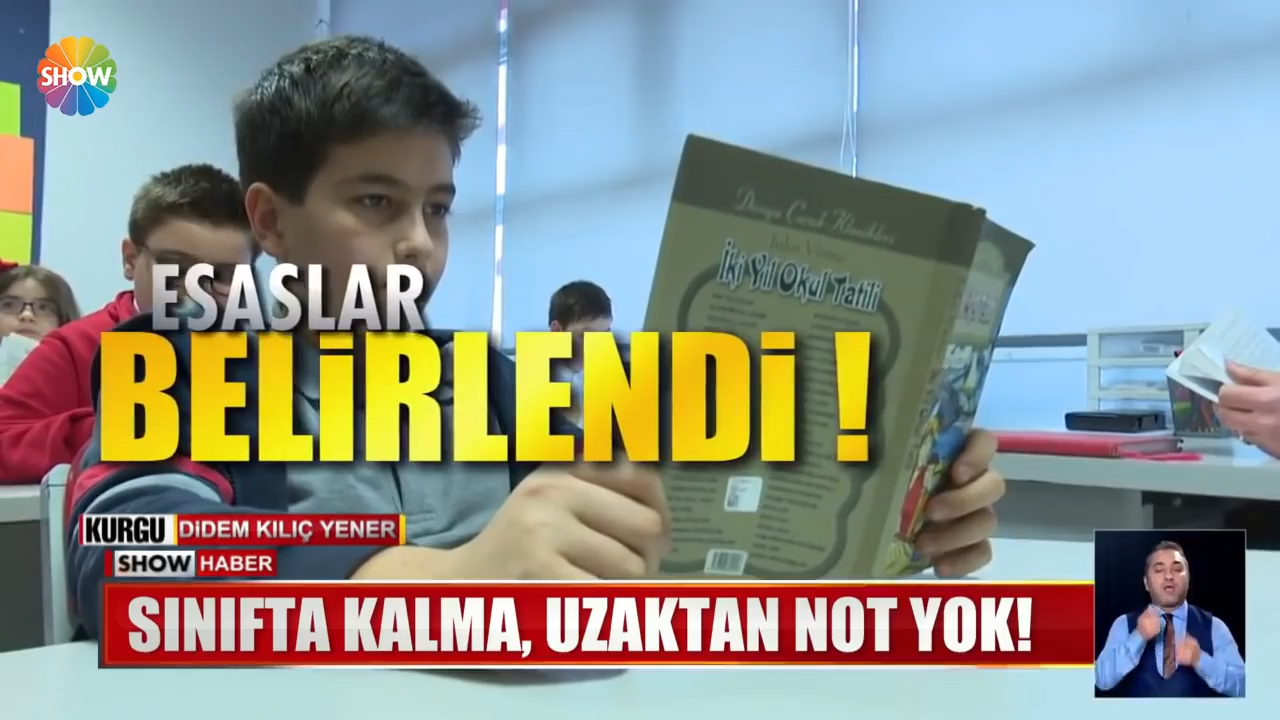 SHOW
Dünya Çocuk Klasikleri
Jules Verne
İki Yıl Okul Tatili
ESASLAR
BELİRLENDİ !
KURGU DİDEM KILIÇ YENER
SHOW HABER
SINIFTA KALMA, UZAKTAN NOT YOK!